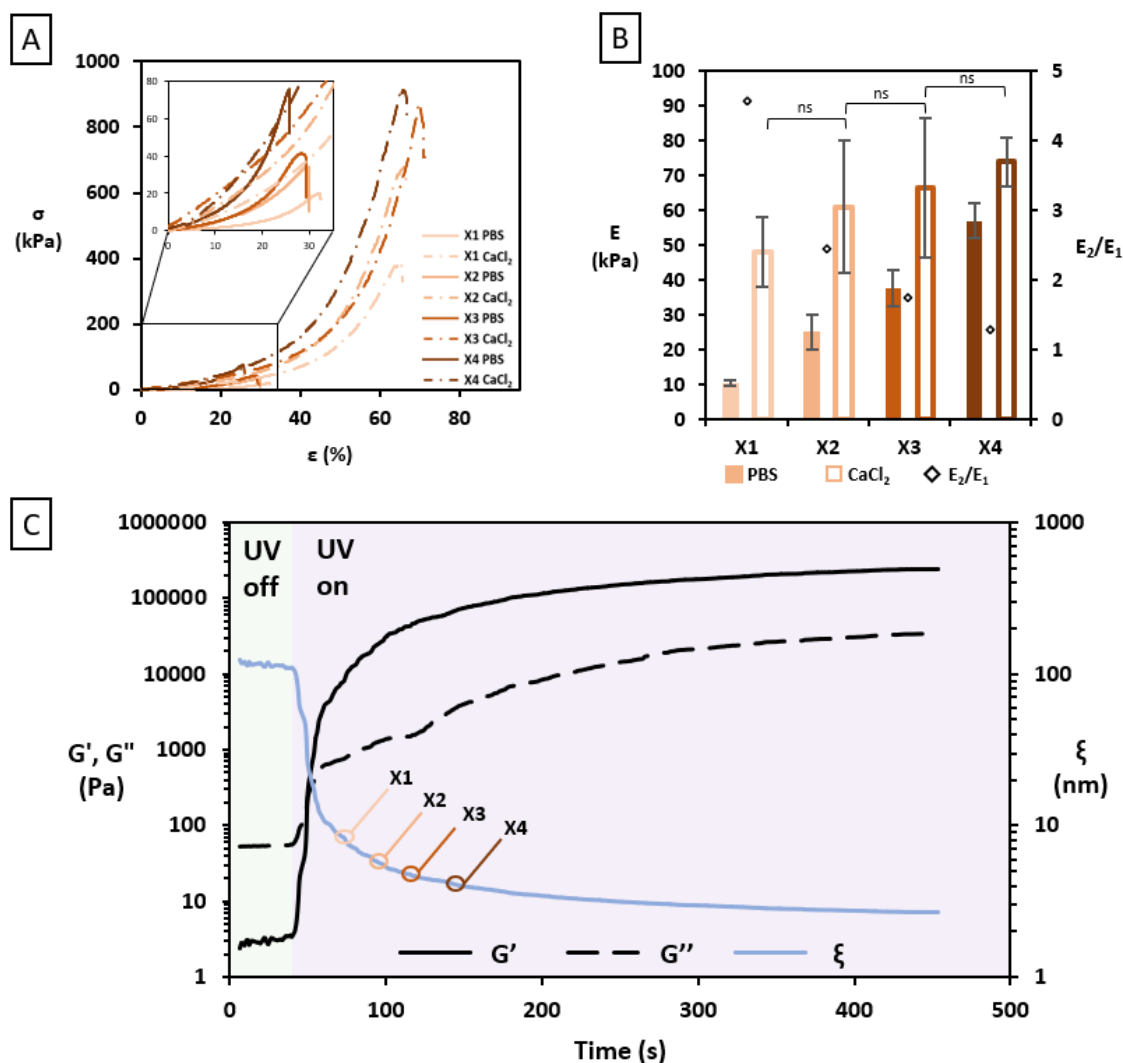 A
1000
800
600
400
200
0
σ
(kPa)
80
60
40
20
0
0
10
20
30
X1 PBS
X1 CaCl₂
X2 PBS
X2 CaCl₂
X3 PBS
X3 CaCl₂
X4 PBS
X4 CaCl₂
0
20
40
60
80
ε (%)
B
100
90
80
70
60
50
40
30
20
10
0
E
(kPa)
ns
ns
ns
5
4
3
2
1
0
E₂/E₁
X1
X2
X3
X4
PBS
CaCl₂
E₂/E₁
C
1000000
100000
10000
1000
100
10
1
G', G"
(Pa)
UV
off
UV
on
X1
X2
X3
X4
G'
G''
ξ
1000
100
10
1
ξ
(nm)
0
100
200
300
400
500
Time (s)